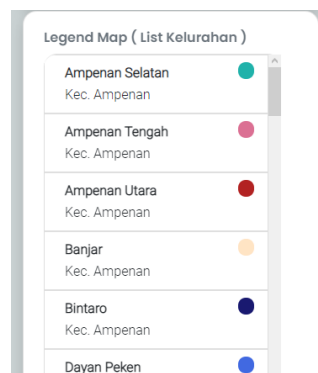 Legend Map ( List Kelurahan )
Ampenan Selatan
Kec. Ampenan
Ampenan Tengah
Kec. Ampenan
Ampenan Utara
Kec. Ampenan
Banjar
Kec. Ampenan
Bintaro
Kec. Ampenan
Dayan Peken